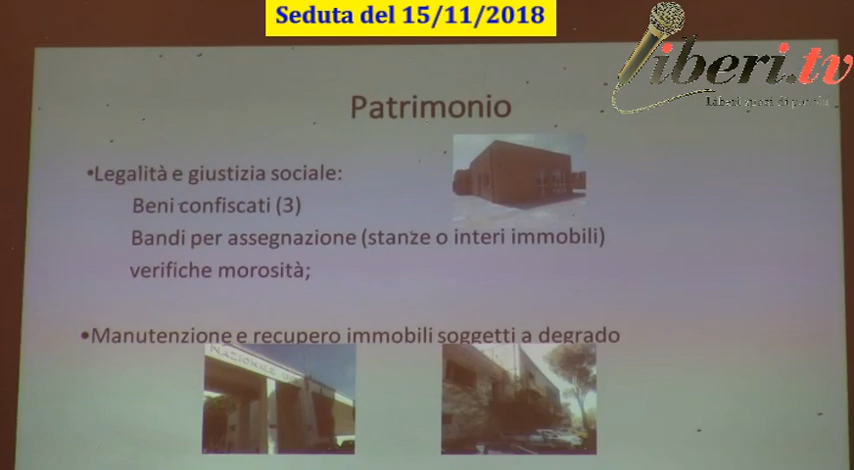 Seduta del 15/11/2018
liberi.tv
Patrimonio
•Legalità e giustizia sociale:
Beni confiscati (3)
Bandi per assegnazione (stanze o interi immobili)
verifiche morosità;
•Manutenzione e recupero immobili soggetti a degrado
NAZIONALE